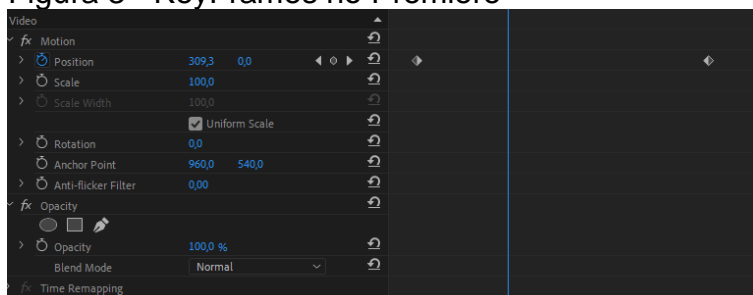 Figura 8 - KeyFrames no Premiere
Video
fx Motion
Position 309,3 0,0
Scale 100,0
Scale Width 100,0
Uniform Scale
Rotation 0,0
Anchor Point 960,0 540,0
Anti-flicker Filter 0,00
fx Opacity
Opacity 100,0 %
Blend Mode Normal
fx Time Remapping